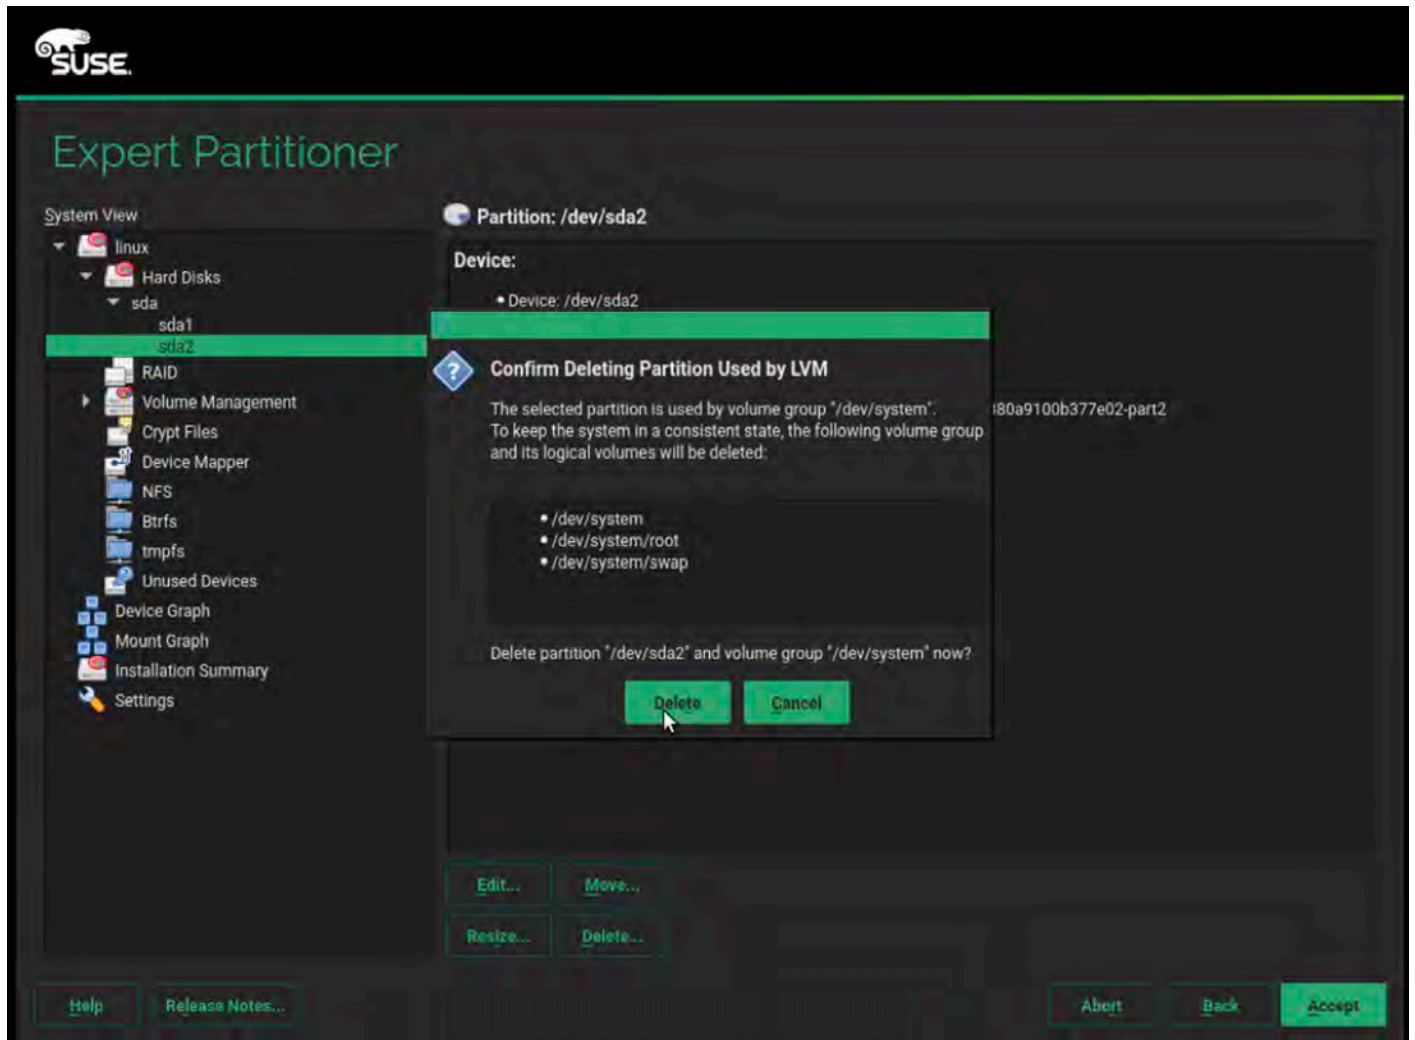 SUSE.
Expert Partitioner
System View
linux
Hard Disks
sda
sda1
sda2
RAID
Volume Management
Crypt Files
Device Mapper
NFS
Btrfs
tmpfs
Unused Devices
Device Graph
Mount Graph
Installation Summary
Settings
Partition: /dev/sda2
Device:
• Device: /dev/sda2
380a9100b377e02-part2
Confirm Deleting Partition Used by LVM
The selected partition is used by volume group "/dev/system".
To keep the system in a consistent state, the following volume group
and its logical volumes will be deleted:
• /dev/system
• /dev/system/root
• /dev/system/swap
Delete partition "/dev/sda2" and volume group "/dev/system" now?
Delete Cancel
Edit... Move...
Resize... Delete...
Help Release Notes... Abort Back Accept